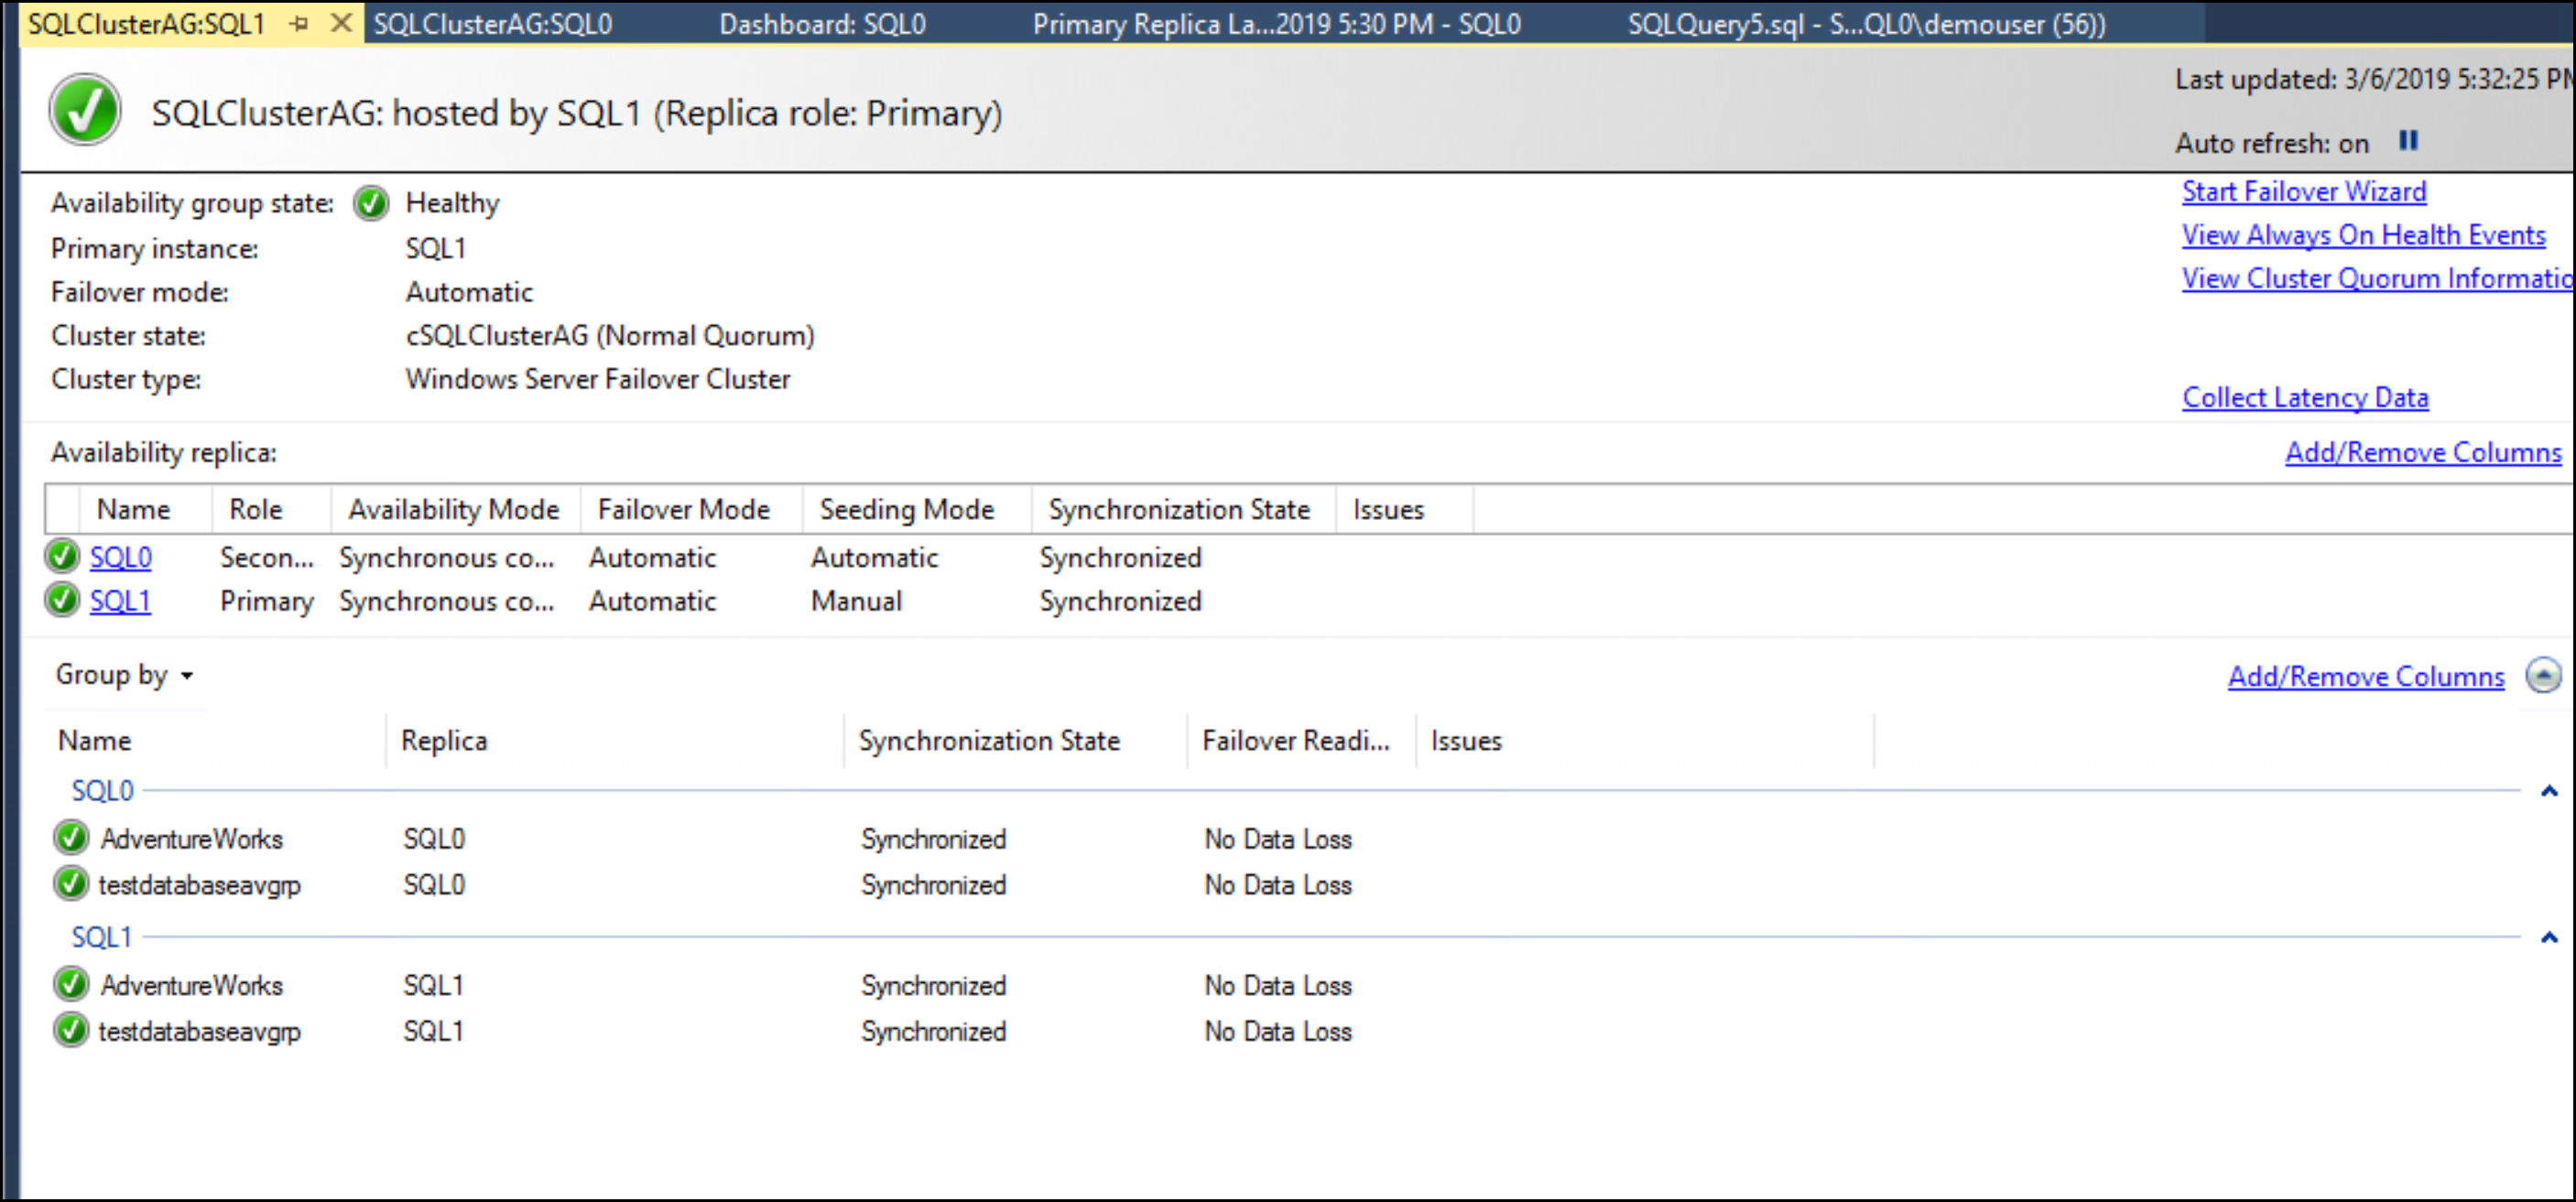 SQLClusterAG:SQL1 SQLClusterAG:SQL0 Dashboard: SQL0 Primary Replica La...2019 5:30 PM - SQL0 SQLQuery5.sql - S...QL0\demouser (56))
Last updated: 3/6/2019 5:32:25 PM
SQLClusterAG: hosted by SQL1 (Replica role: Primary)
Auto refresh: on
Availability group state: Healthy Start Failover Wizard
Primary instance: SQL1 View Always On Health Events
Failover mode: Automatic View Cluster Quorum Informatio
Cluster state: cSQLClusterAG (Normal Quorum)
Cluster type: Windows Server Failover Cluster
Collect Latency Data
Availability replica: Add/Remove Columns
Name Role Availability Mode Failover Mode Seeding Mode Synchronization State Issues
SQL0 Secon... Synchronous co... Automatic Automatic Synchronized
SQL1 Primary Synchronous co... Automatic Manual Synchronized
Group by Add/Remove Columns
Name Replica Synchronization State Failover Readi... Issues
SQL0
AdventureWorks SQL0 Synchronized No Data Loss
testdatabaseavgrp SQL0 Synchronized No Data Loss
SQL1
AdventureWorks SQL1 Synchronized No Data Loss
testdatabaseavgrp SQL1 Synchronized No Data Loss